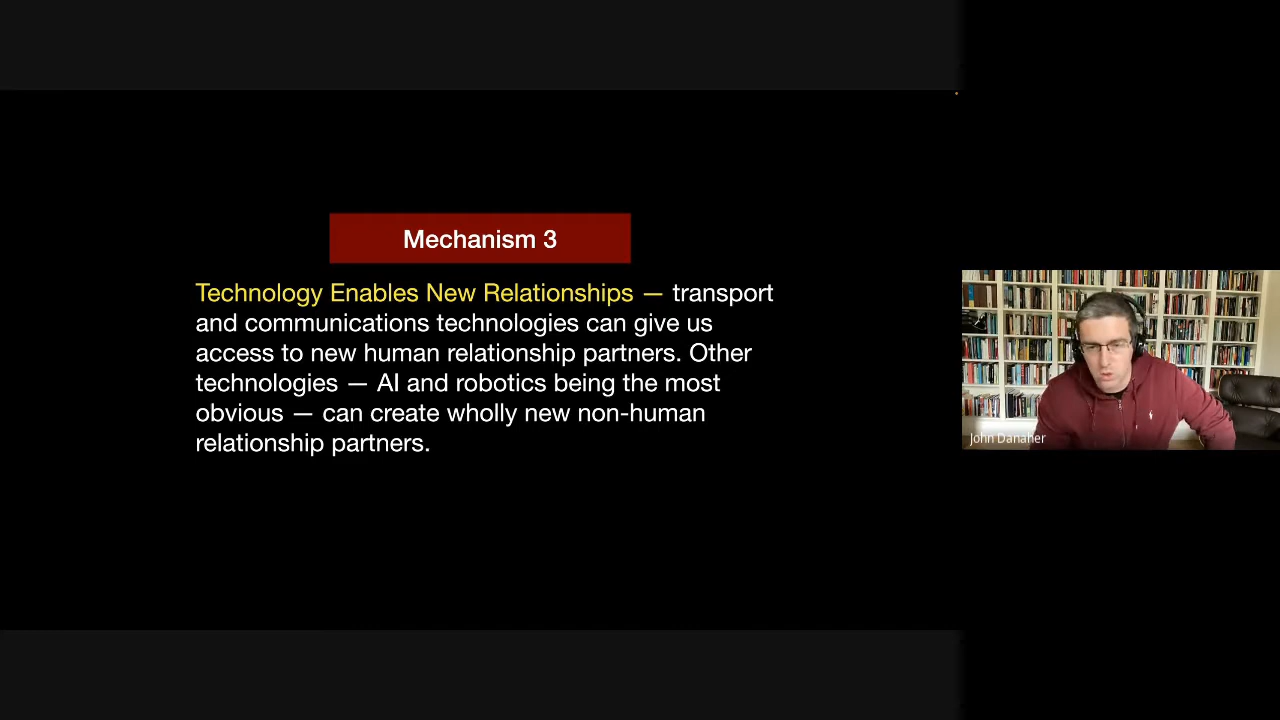 Mechanism 3
Technology Enables New Relationships — transport
and communications technologies can give us
access to new human relationship partners. Other
technologies — AI and robotics being the most
obvious — can create wholly new non-human
relationship partners.
John Danaher